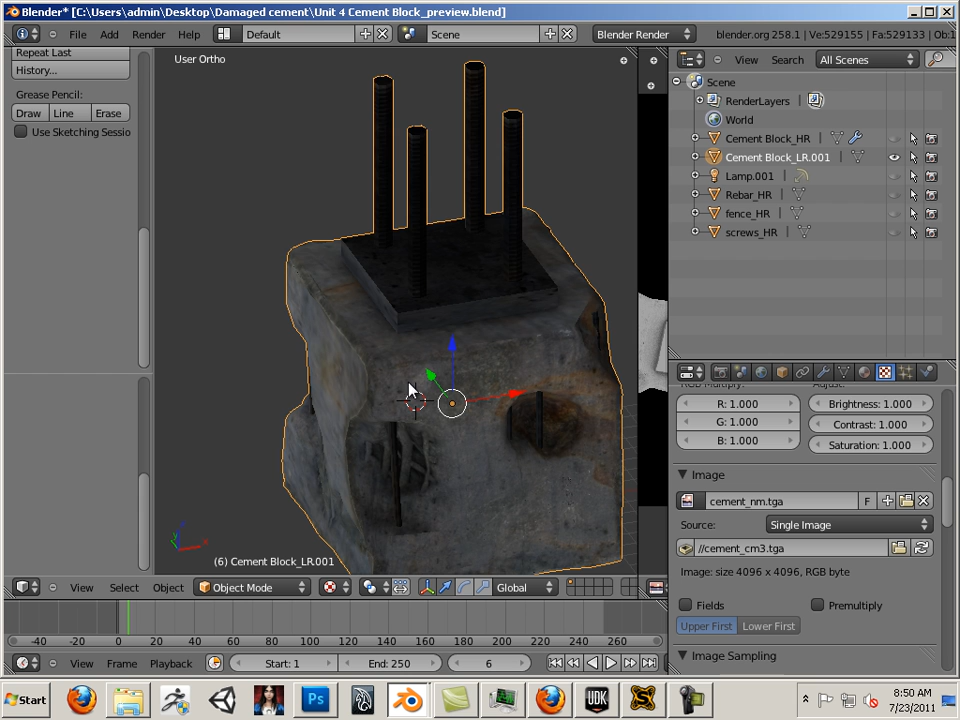 Blender* [C:\Users\admin\Desktop\Damaged cement\Unit 4 Cement Block_preview.blend]
File Add Render Help Default Scene Blender Render blender.org 258.1 | Ve:529155 | Fa:529133 | Ob:1
Repeat Last
History...
Grease Pencil:
Draw Line Erase
Use Sketching Sessio
User Ortho
(6) Cement Block_LR.001
View Search All Scenes
Scene
RenderLayers
World
Cement Block_HR
Cement Block_LR.001
Lamp.001
Rebar_HR
fence_HR
screws_HR
R: 1.000 Brightness: 1.000
G: 1.000 Contrast: 1.000
B: 1.000 Saturation: 1.000
Image
cement_nm.tga F
Source: Single Image
//cement_cm3.tga
Image: size 4096 x 4096, RGB byte
Fields Premultiply
Upper First Lower First
Image Sampling
View Select Object Object Mode Global
-40 -20 0 20 40 60 80 100 120 140 160 180 200 220 240 260
View Frame Playback Start: 1 End: 250 6
Start Ps UDK 8:50 AM
7/23/2011